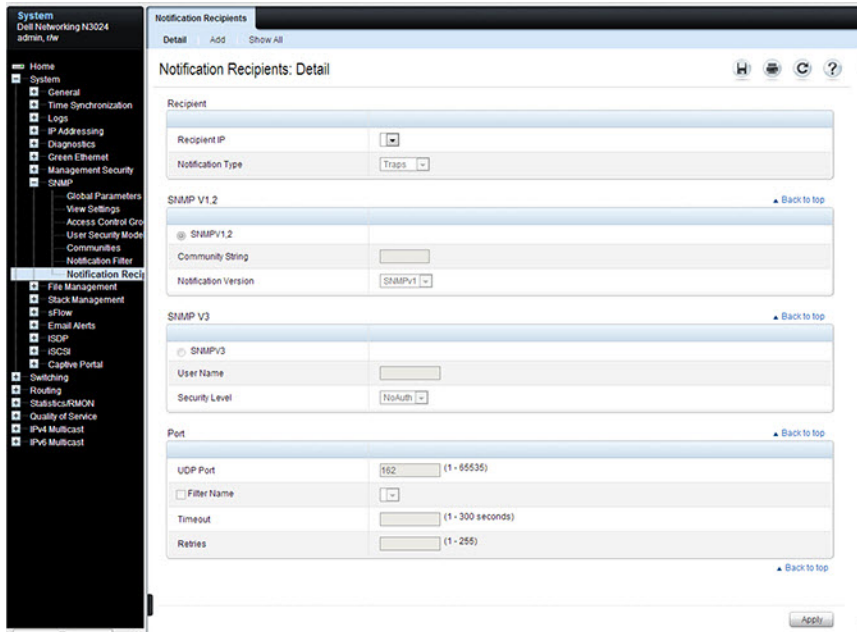 System
Dell Networking N3024
admin, r/w
Home
System
General
Time Synchronization
Logs
IP Addressing
Diagnostics
Green Ethernet
Management Security
SNMP
Global Parameters
View Settings
Access Control Gro
User Security Mode
Communities
Notification Filter
Notification Recip
File Management
Stack Management
sFlow
Email Alerts
ISDP
iSCSI
Captive Portal
Switching
Routing
Statistics/RMON
Quality of Service
IPv4 Multicast
IPv6 Multicast
Notification Recipients
Detail Add Show All
Notification Recipients: Detail
Recipient
Recipient IP
Notification Type Traps
SNMP V1,2 Back to top
SNMPV1,2
Community String
Notification Version SNMPv1
SNMP V3 Back to top
SNMPV3
User Name
Security Level NoAuth
Port Back to top
UDP Port 162 (1 - 65535)
Filter Name
Timeout (1 - 300 seconds)
Retries (1 - 255)
Back to top
Apply